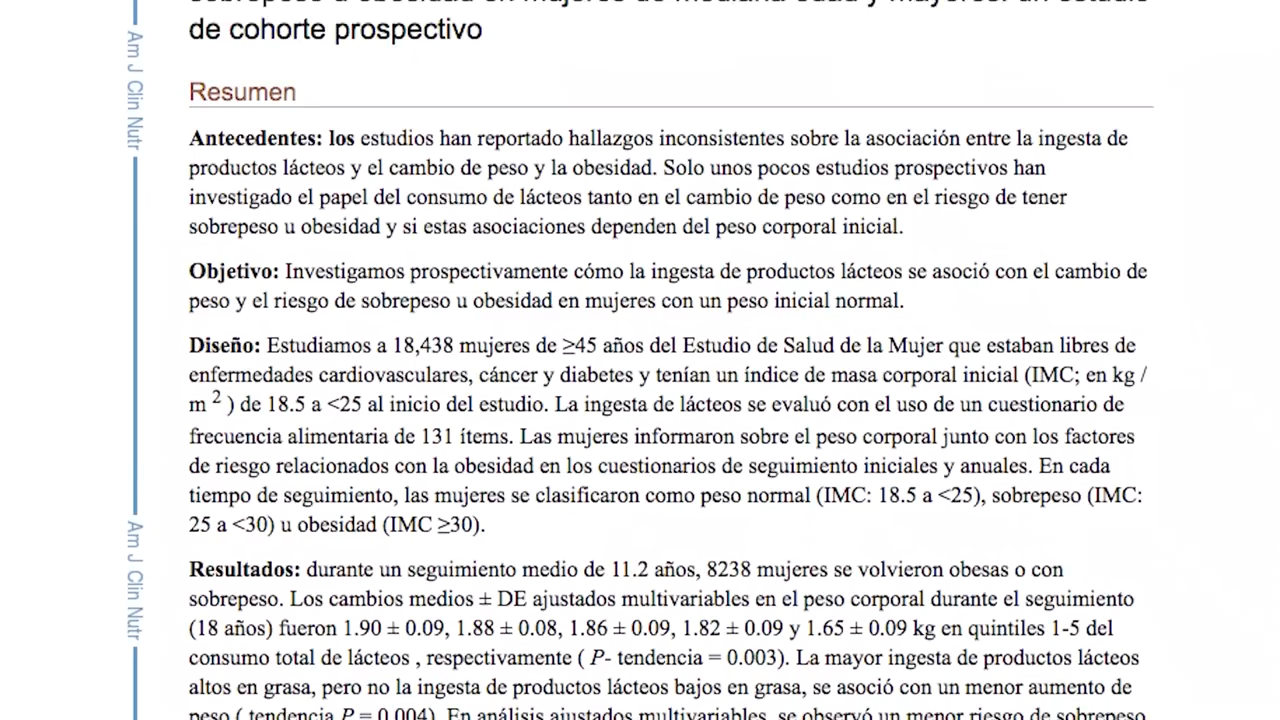 de cohorte prospectivo
Resumen
Antecedentes: los estudios han reportado hallazgos inconsistentes sobre la asociación entre la ingesta de
productos lácteos y el cambio de peso y la obesidad. Solo unos pocos estudios prospectivos han
investigado el papel del consumo de lácteos tanto en el cambio de peso como en el riesgo de tener
sobrepeso u obesidad y si estas asociaciones dependen del peso corporal inicial.
Objetivo: Investigamos prospectivamente cómo la ingesta de productos lácteos se asoció con el cambio de
peso y el riesgo de sobrepeso u obesidad en mujeres con un peso inicial normal.
Diseño: Estudiamos a 18,438 mujeres de ≥45 años del Estudio de Salud de la Mujer que estaban libres de
enfermedades cardiovasculares, cáncer y diabetes y tenían un índice de masa corporal inicial (IMC; en kg /
m 2 ) de 18.5 a <25 al inicio del estudio. La ingesta de lácteos se evaluó con el uso de un cuestionario de
frecuencia alimentaria de 131 ítems. Las mujeres informaron sobre el peso corporal junto con los factores
de riesgo relacionados con la obesidad en los cuestionarios de seguimiento iniciales y anuales. En cada
tiempo de seguimiento, las mujeres se clasificaron como peso normal (IMC: 18.5 a <25), sobrepeso (IMC:
25 a <30) u obesidad (IMC ≥30).
Resultados: durante un seguimiento medio de 11.2 años, 8238 mujeres se volvieron obesas o con
sobrepeso. Los cambios medios ± DE ajustados multivariables en el peso corporal durante el seguimiento
(18 años) fueron 1.90 ± 0.09, 1.88 ± 0.08, 1.86 ± 0.09, 1.82 ± 0.09 y 1.65 ± 0.09 kg en quintiles 1-5 del
consumo total de lácteos , respectivamente ( P- tendencia = 0.003). La mayor ingesta de productos lácteos
altos en grasa, pero no la ingesta de productos lácteos bajos en grasa, se asoció con un menor aumento de
peso ( tendencia P = 0.004). En análisis ajustados multivariables, se observó un menor riesgo de sobrepeso
Am J Clin Nutr
Am J Clin Nutr